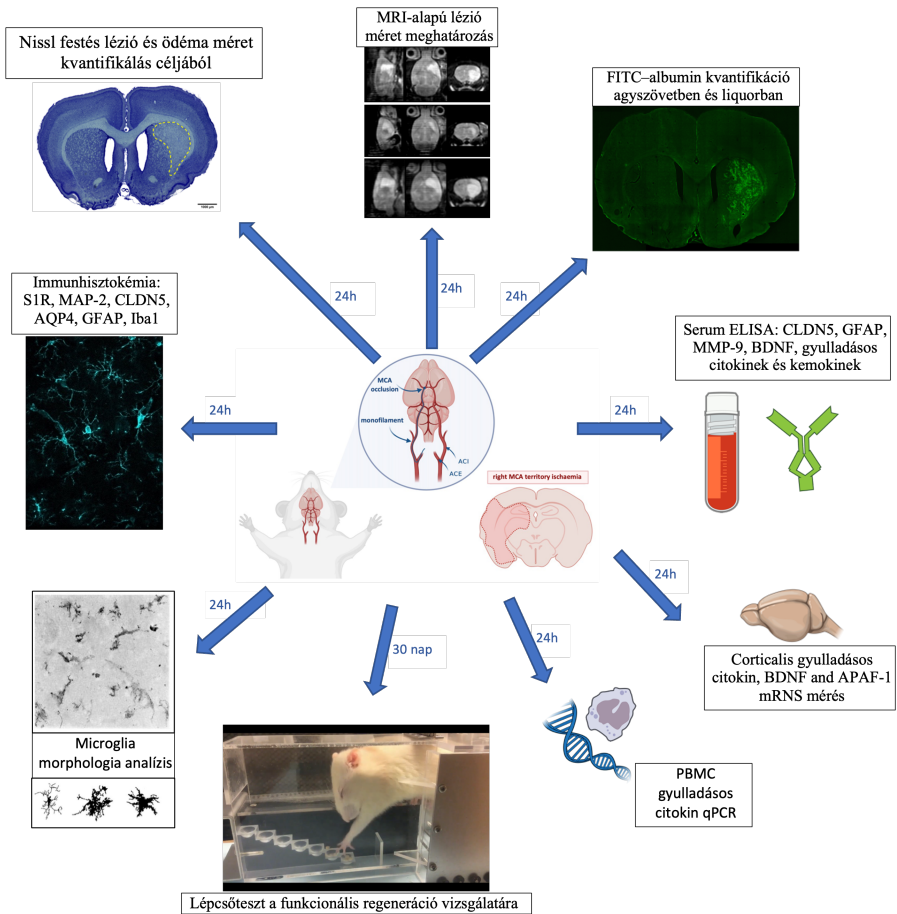 Nissl festés lézió és ödéma méret
kvantifikálás céljából
MRI-alapú lézió
méret meghatározás
FITC–albumin kvantifikáció
agyszövetben és liquorban
24h
24h
24h
Immunhisztokémia:
S1R, MAP-2, CLDN5,
AQP4, GFAP, Iba1
Serum ELISA: CLDN5, GFAP,
MMP-9, BDNF, gyulladásos
citokinek és kemokinek
24h
24h
MCA
occlusion
monofilament
ACI
ACE
right MCA territory ischaemia
24h
24h
30 nap
24h
Corticalis gyulladásos
citokin, BDNF and APAF-1
mRNS mérés
Microglia
morphologia analízis
PBMC
gyulladásos
citokin qPCR
Lépcsőteszt a funkcionális regeneráció vizsgálatára